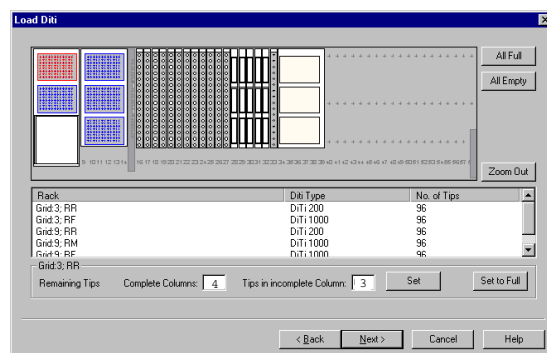 Load Diti
All Full
All Empty
Zoom Out
Rack Diti Type No. of Tips
Grid:3; RR DiTi 200 96
Grid:3; RF DiTi 1000 96
Grid:9; RR DiTi 200 96
Grid:9; RM DiTi 1000 96
Grid:9; RF DiTi 1000 96
Grid:3; RR
Remaining Tips Complete Columns: 4 Tips in incomplete Column: 3 Set Set to Full
< Back Next > Cancel Help